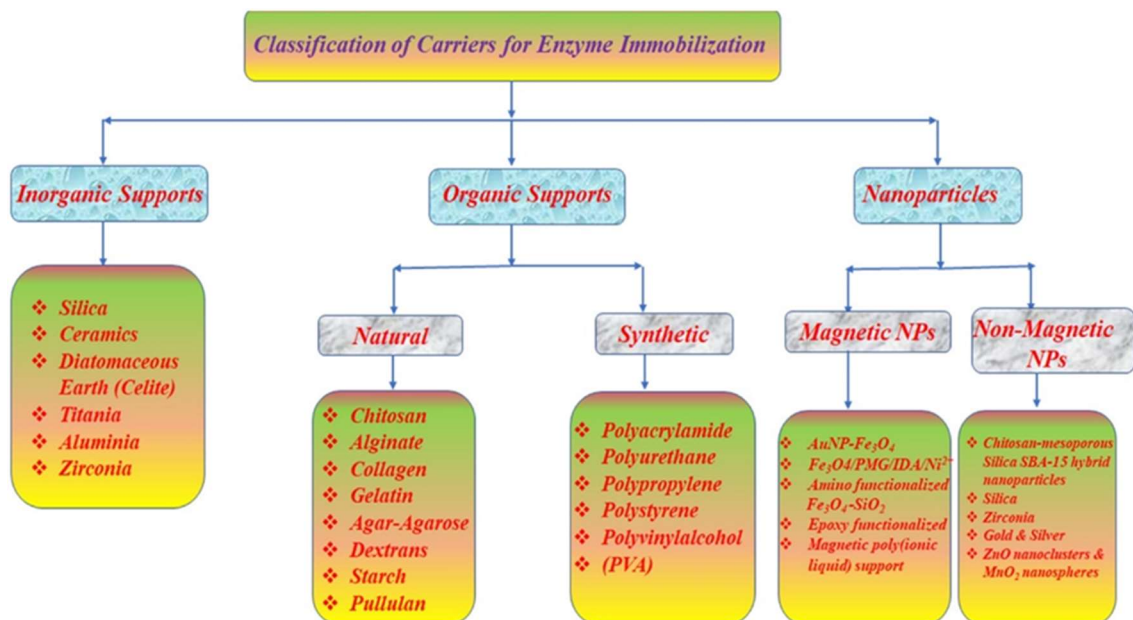 Classification of Carriers for Enzyme Immobilization
Inorganic Supports
Organic Supports
Nanoparticles
❖ Silica
❖ Ceramics
❖ Diatomaceous
Earth (Celite)
❖ Titania
❖ Aluminia
❖ Zirconia
Natural
Synthetic
Magnetic NPs
Non-Magnetic
NPs
❖ Chitosan
❖ Alginate
❖ Collagen
❖ Gelatin
❖ Agar-Agarose
❖ Dextrans
❖ Starch
❖ Pullulan
❖ Polyacrylamide
❖ Polyurethane
❖ Polypropylene
❖ Polystyrene
❖ Polyvinylalcohol
❖ (PVA)
❖ AuNP-Fe₃O₄
❖ Fe₃O4/PMG/IDA/Ni²⁻
❖ Amino functionalized
Fe₃O₄-SiO₂
❖ Epoxy functionalized
❖ Magnetic poly(ionic
liquid) support
❖ Chitosan-mesoporous
Silica SBA-15 hybrid
nanoparticles
❖ Silica
❖ Zirconia
❖ Gold & Silver
❖ ZnO nanoclusters &
MnO₂ nanospheres